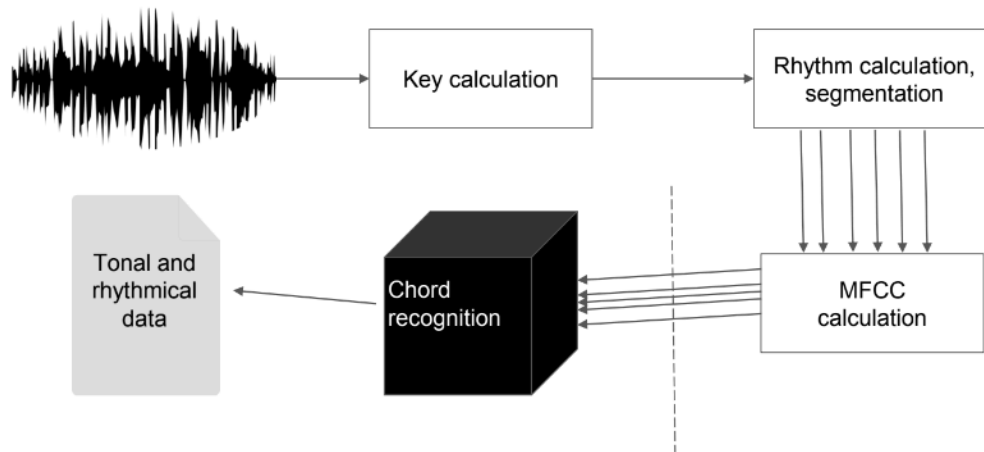 Key calculation
Rhythm calculation,
segmentation
Tonal and
rhythmical
data
Chord
recognition
MFCC
calculation